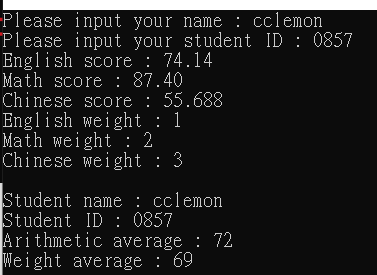 Please input your name : cclemon
Please input your student ID : 0857
English score : 74.14
Math score : 87.40
Chinese score : 55.688
English weight : 1
Math weight : 2
Chinese weight : 3
Student name : cclemon
Student ID : 0857
Arithmetic average : 72
Weight average : 69